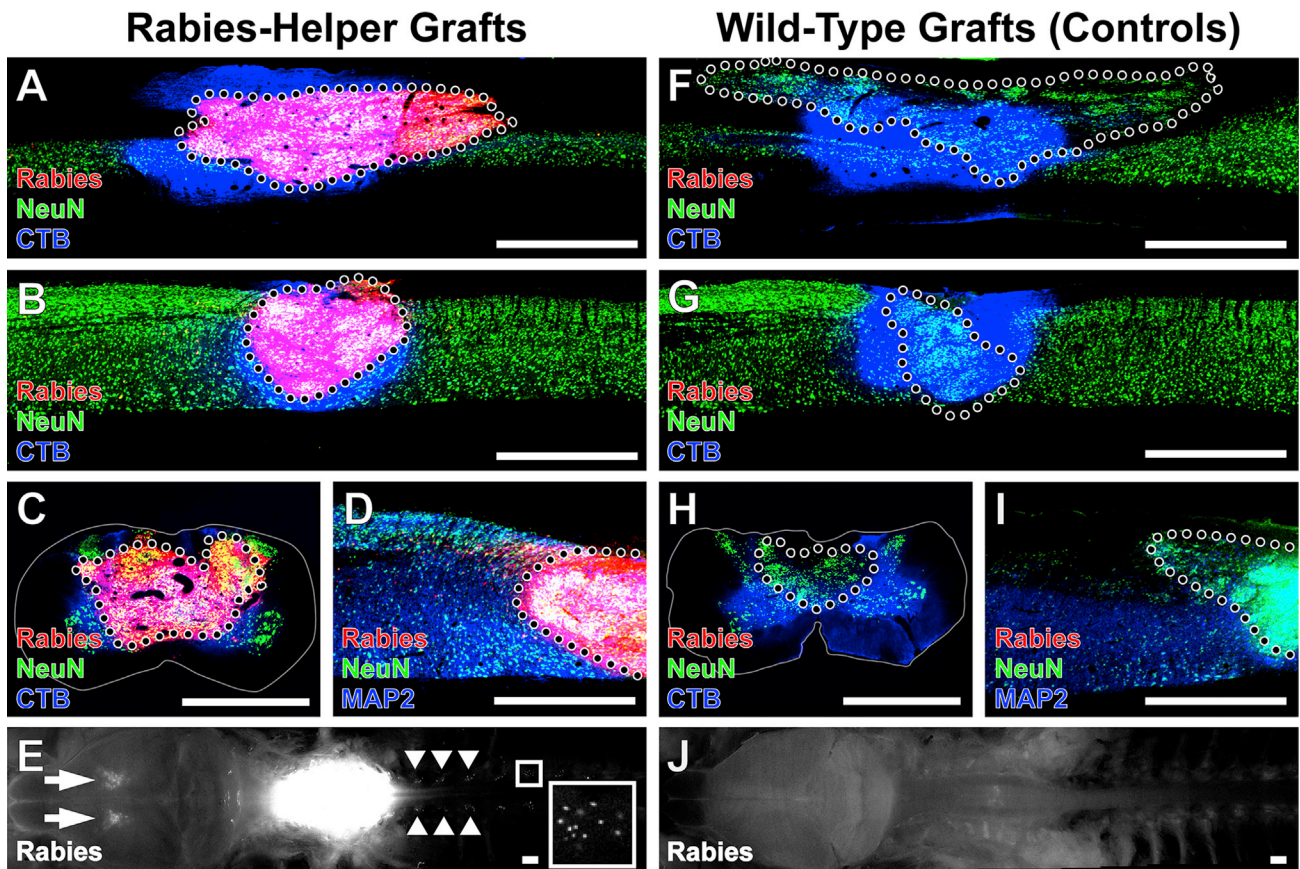 Rabies-Helper Grafts
Wild-Type Grafts (Controls)
A
Rabies
NeuN
CTB
F
Rabies
NeuN
CTB
B
Rabies
NeuN
CTB
G
Rabies
NeuN
CTB
C
Rabies
NeuN
CTB
D
Rabies
NeuN
MAP2
H
Rabies
NeuN
CTB
I
Rabies
NeuN
MAP2
E
Rabies
J
Rabies